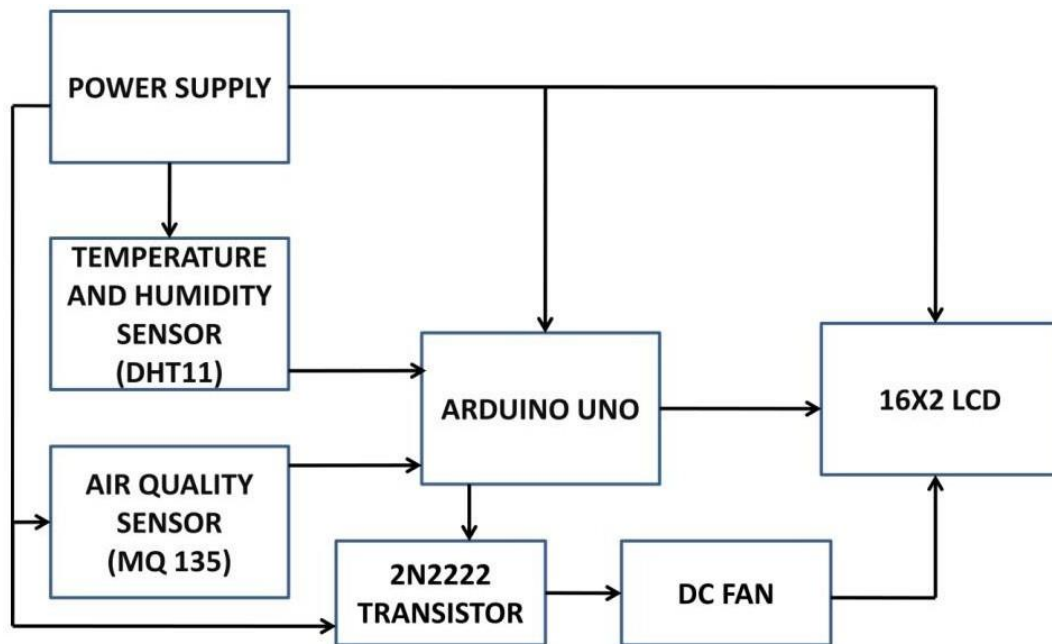 POWER SUPPLY
TEMPERATURE
AND HUMIDITY
SENSOR
(DHT11)
ARDUINO UNO
16X2 LCD
AIR QUALITY
SENSOR
(MQ 135)
2N2222
TRANSISTOR
DC FAN